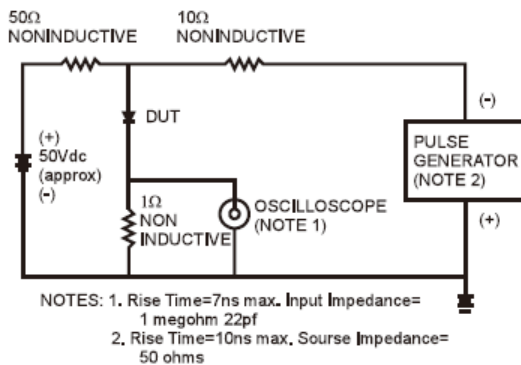 50Ω
NONINDUCTIVE
10Ω
NONINDUCTIVE
(+)
50Vdc
(approx)
(-)
DUT
1Ω
NON
INDUCTIVE
OSCILLOSCOPE
(NOTE 1)
(-)
PULSE
GENERATOR
(NOTE 2)
(+)
NOTES: 1. Rise Time=7ns max. Input Impedance=
1 megohm 22pf
2. Rise Time=10ns max. Sourse Impedance=
50 ohms